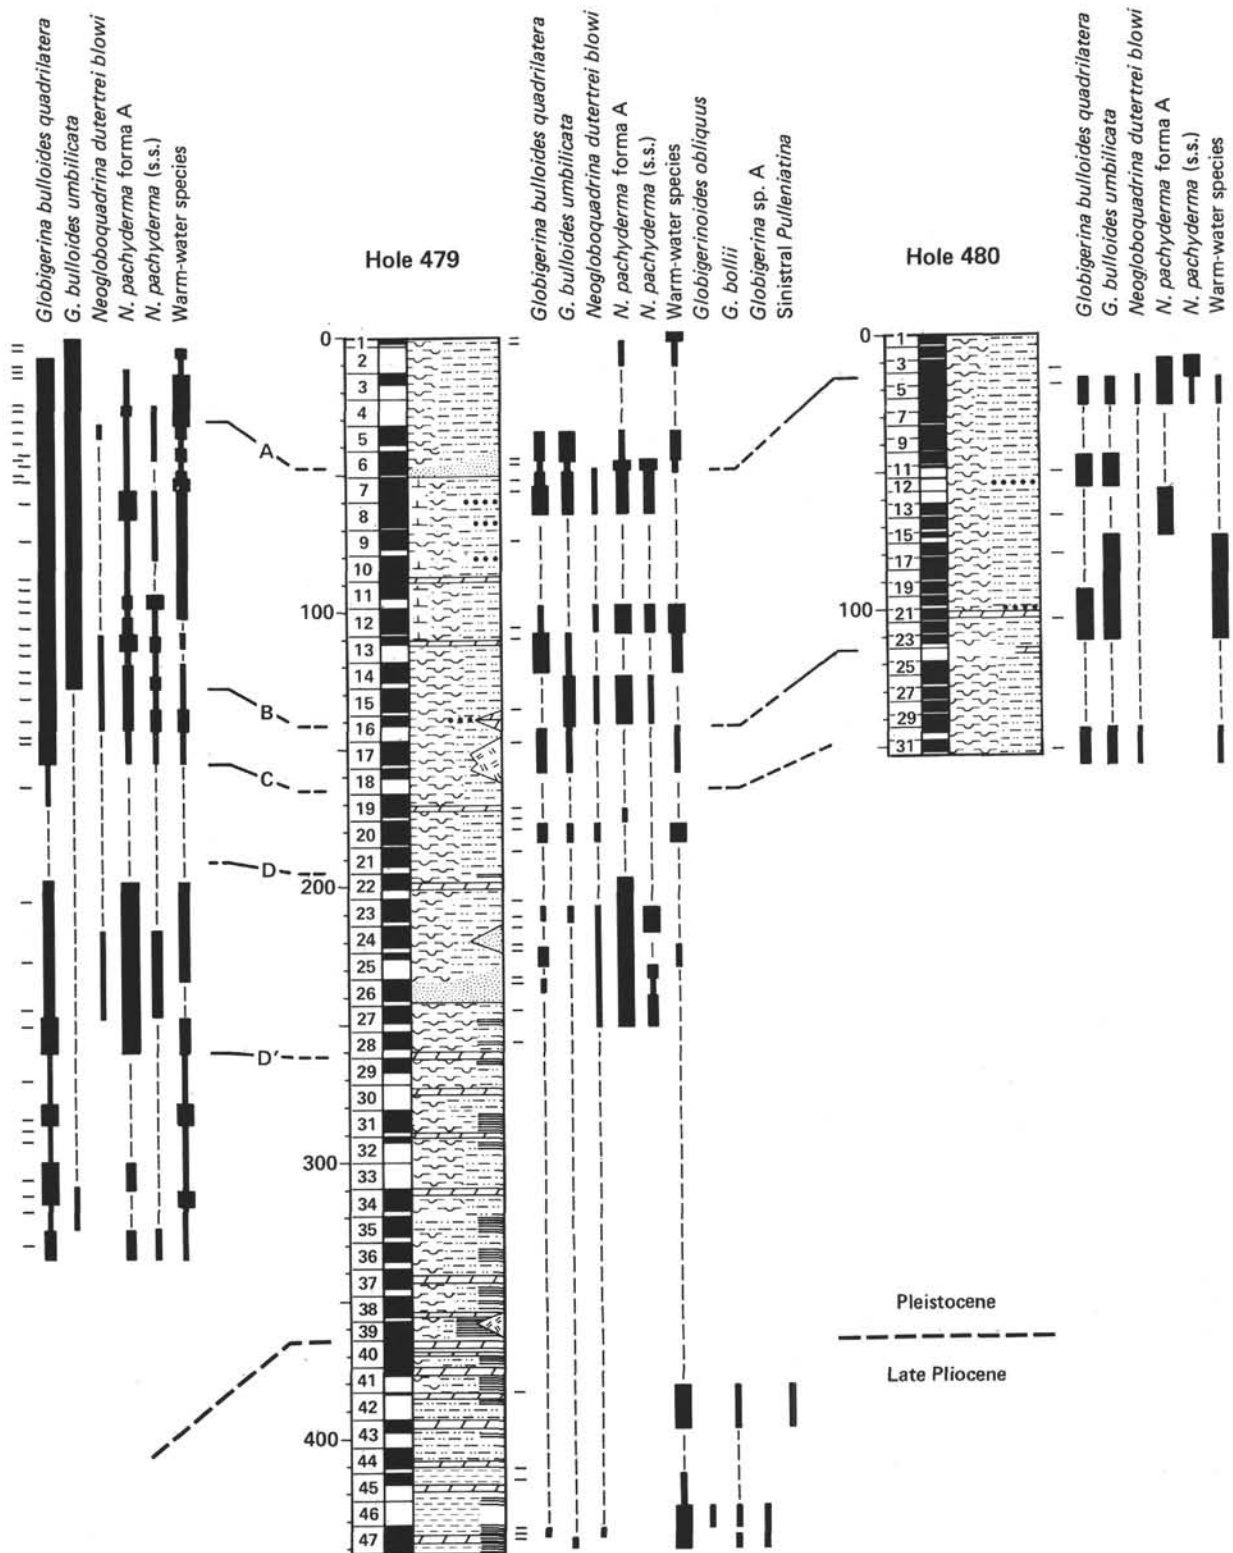 Globigerina bulloides quadrilatera
G. bulloides umbilicata
Neogloboquadrina dutertrei blowi
N. pachyderma forma A
N. pachyderma (s.s.)
Warm-water species
Hole 479
Globigerina bulloides quadrilatera
G. bulloides umbilicata
Neogloboquadrina dutertrei blowi
N. pachyderma forma A
N. pachyderma (s.s.)
Warm-water species
Globigerinoides obliquus
G. bollii
Globigerina sp. A
Sinistral Pulleniatina
Hole 480
Globigerina bulloides quadrilatera
G. bulloides umbilicata
Neogloboquadrina dutertrei blowi
N. pachyderma forma A
N. pachyderma (s.s.)
Warm-water species
A
B
C
D
D′
0
100
200
300
400
1
2
3
4
5
6
7
8
9
10
11
12
13
14
15
16
17
18
19
20
21
22
23
24
25
26
27
28
29
30
31
32
33
34
35
36
37
38
39
40
41
42
43
44
45
46
47
0
100
1
3
5
7
9
11
12
13
15
17
19
21
23
25
27
29
31
Pleistocene
Late Pliocene